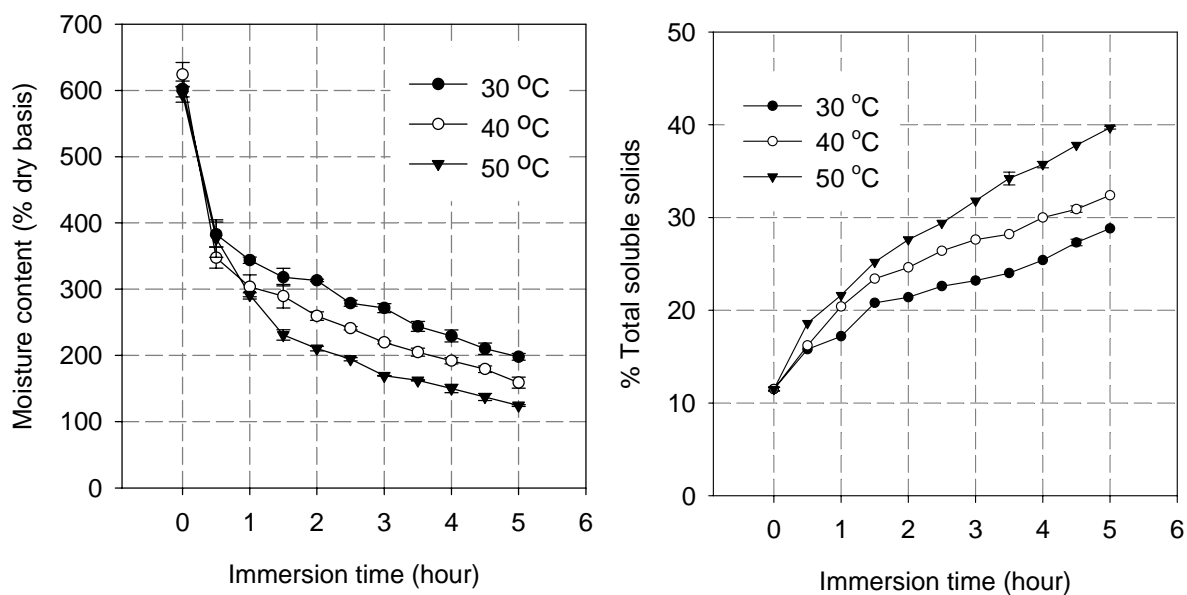 Moisture content (% dry basis)
700
600
500
400
300
200
100
0
30 °C
40 °C
50 °C
0 1 2 3 4 5 6
Immersion time (hour)
% Total soluble solids
50
40
30
20
10
0
30 °C
40 °C
50 °C
0 1 2 3 4 5 6
Immersion time (hour)